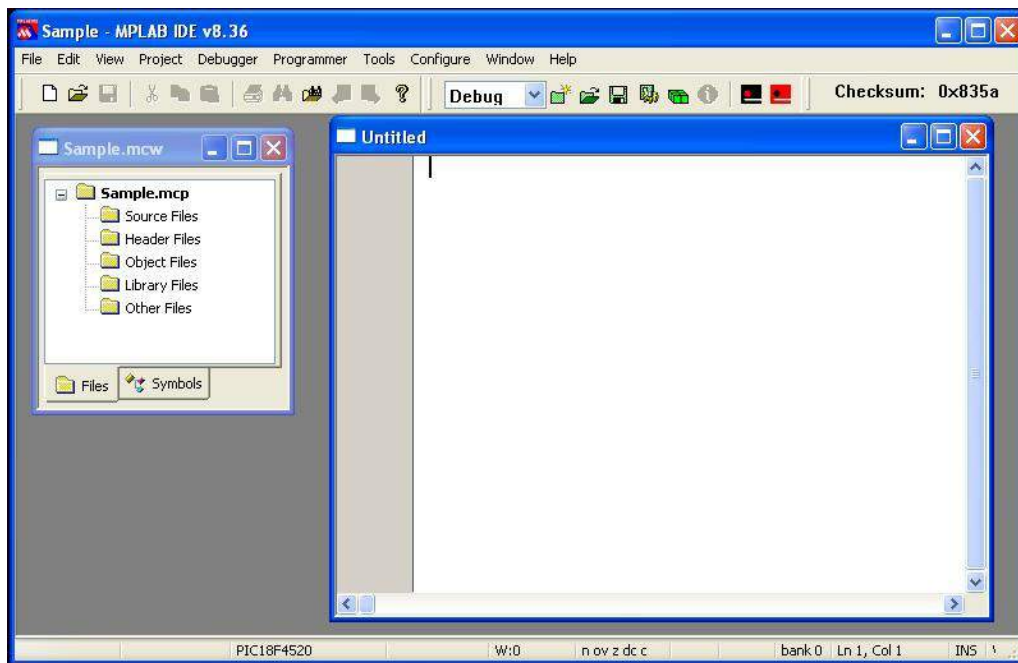 Sample - MPLAB IDE v8.36
File Edit View Project Debugger Programmer Tools Configure Window Help
Debug Checksum: 0x835a
Sample.mcw
Sample.mcp
Source Files
Header Files
Object Files
Library Files
Other Files
Files Symbols
Untitled
PIC18F4520 W:0 n ov z dc c bank 0 Ln 1, Col 1 INS